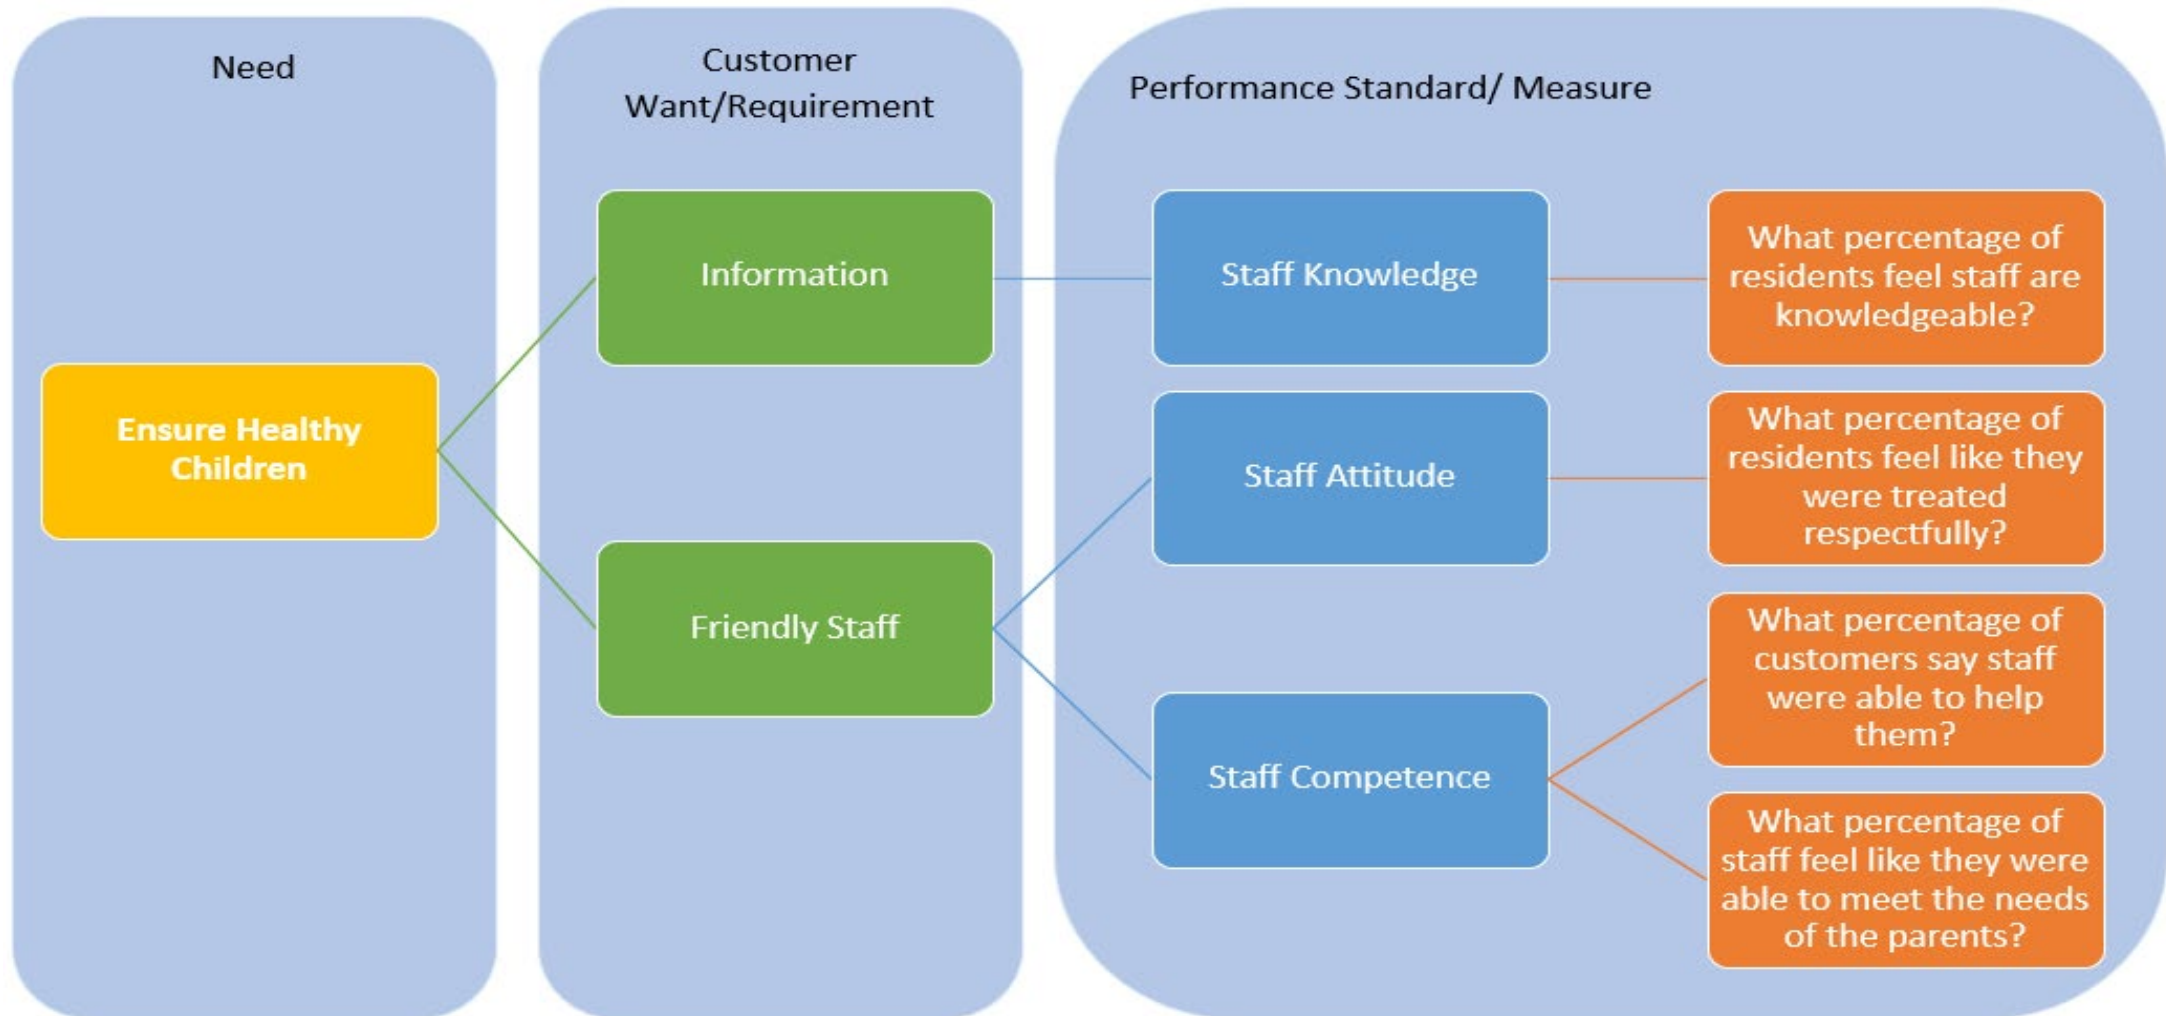 Need
Customer
Want/Requirement
Performance Standard/ Measure
Ensure Healthy
Children
Information
Friendly Staff
Staff Knowledge
Staff Attitude
Staff Competence
What percentage of
residents feel staff are
knowledgeable?
What percentage of
residents feel like they
were treated
respectfully?
What percentage of
customers say staff
were able to help
them?
What percentage of
staff feel like they were
able to meet the needs
of the parents?